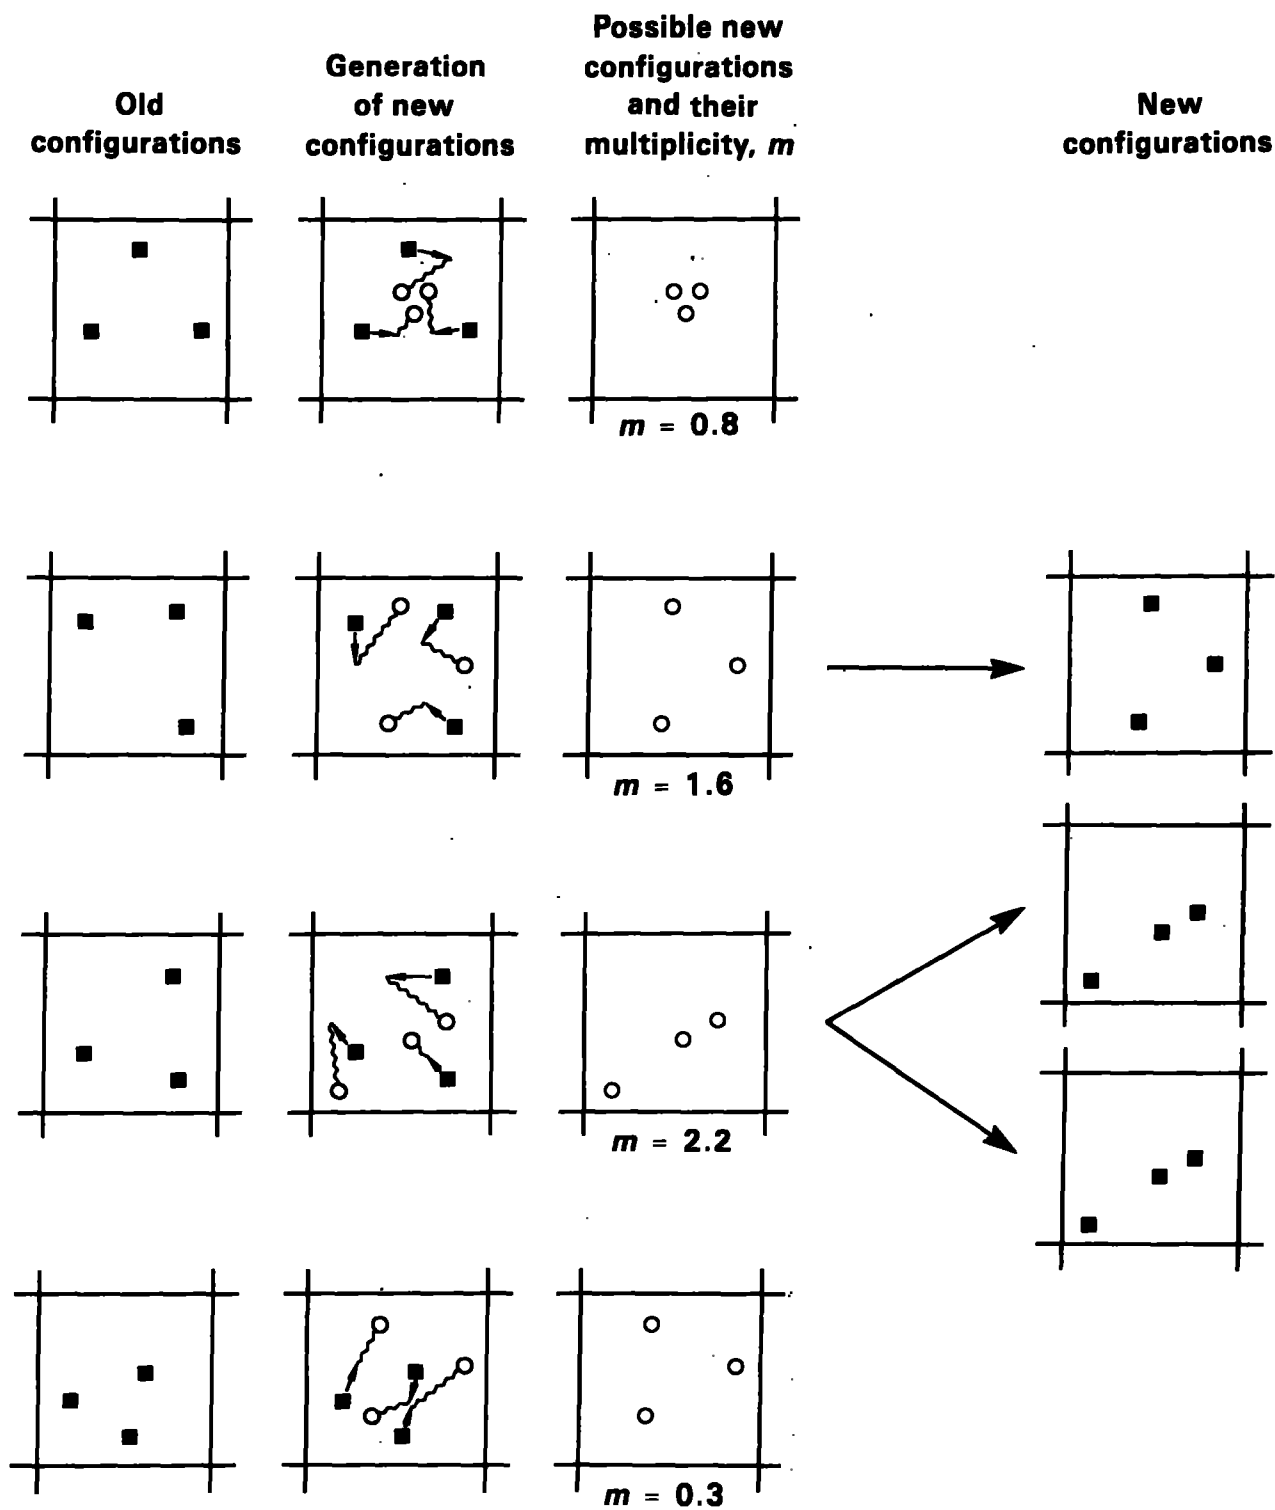 Old
configurations
Generation
of new
configurations
Possible new
configurations
and their
multiplicity, m
New
configurations
m = 0.8
m = 1.6
m = 2.2
m = 0.3